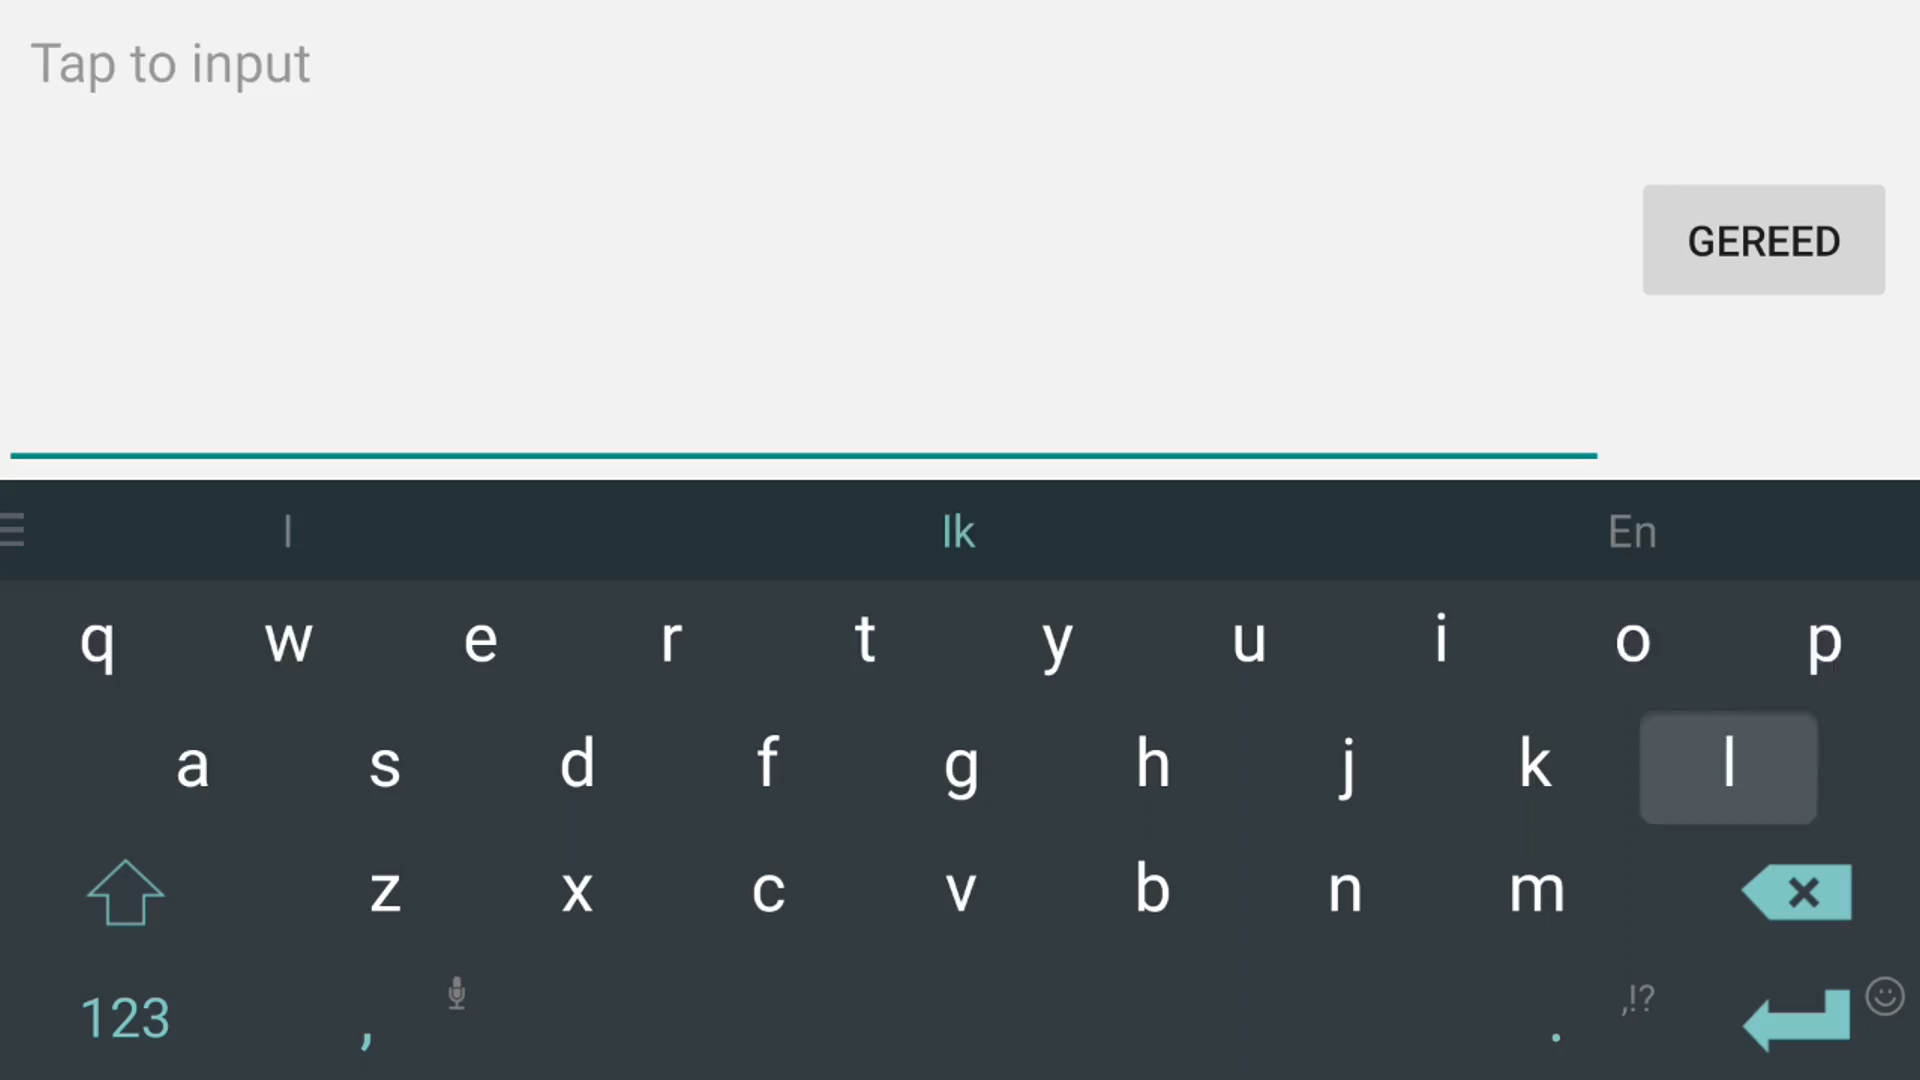 Tap to input
GEREED
I Ik En
q w e r t y u i o p
a s d f g h j k l
z x c v b n m
123 , . ,!?